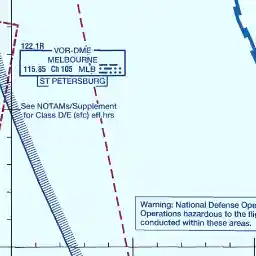 122.1R
VOR-DME
MELBOURNE
115.85 Ch 105 MLB
ST PETERSBURG
See NOTAMs/Supplement
for Class D/E (sfc) eff hrs
Warning: National Defense Ope
Operations hazardous to the fli
conducted within these areas.